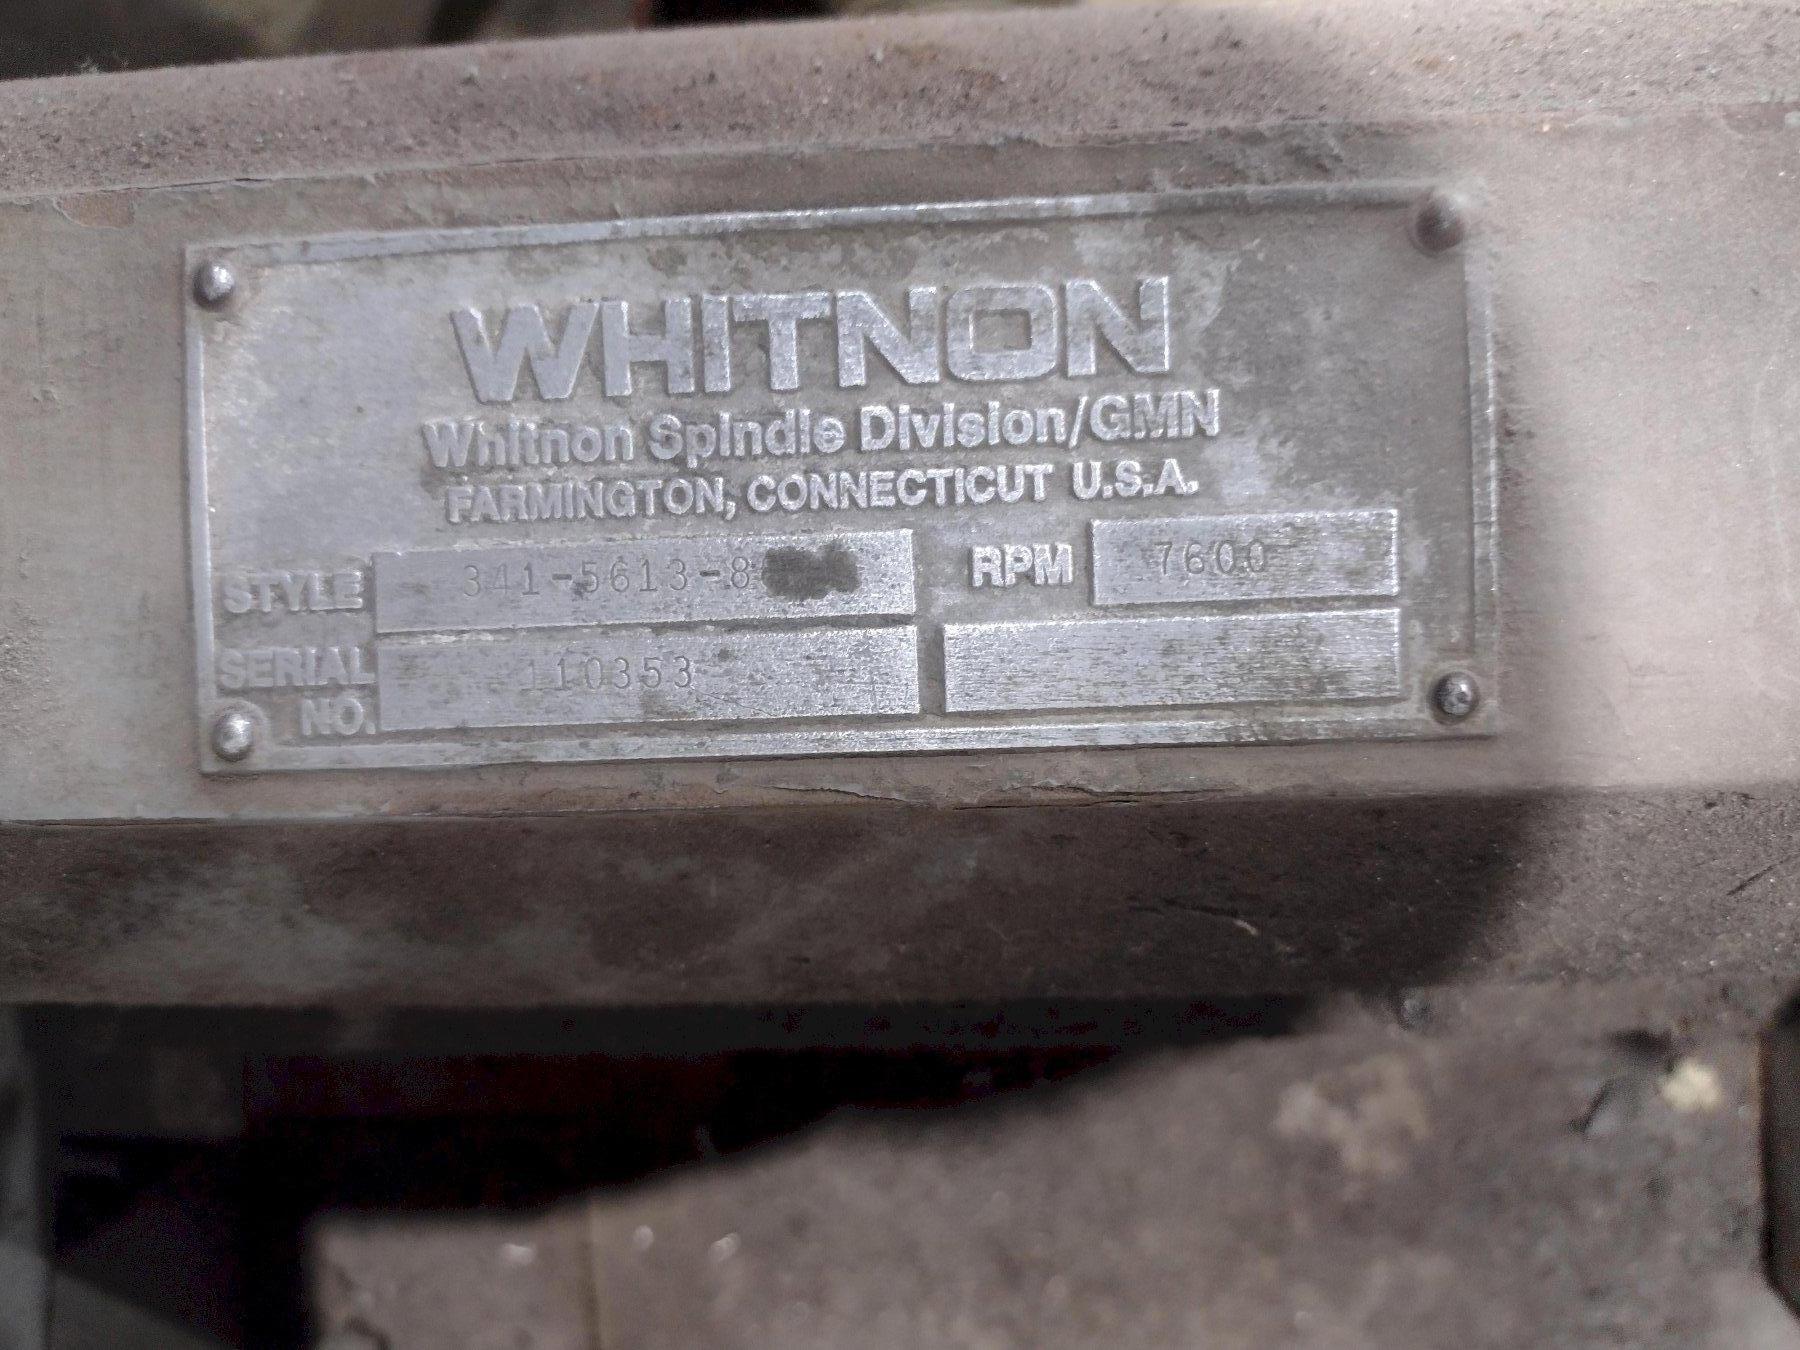 WHITNON
Whitnon Spindle Division/GMN
FARMINGTON, CONNECTICUT U.S.A.
STYLE RPM 7600
SERIAL NO. 110353